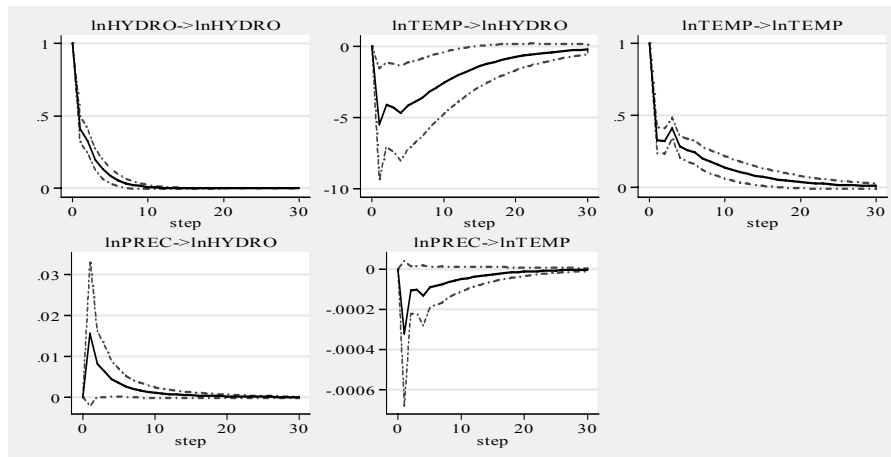 lnHYDRO->lnHYDRO
lnTEMP->lnHYDRO
lnTEMP->lnTEMP
1
.5
0
0 10 20 30
step
0
-5
-10
0 10 20 30
step
1
.5
0
0 10 20 30
step
lnPREC->lnHYDRO
lnPREC->lnTEMP
.03
.02
.01
0
0 10 20 30
step
0
-.0002
-.0004
-.0006
0 10 20 30
step